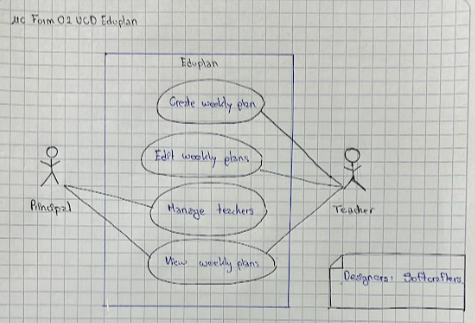 UC Form 02 UCD Eduplan
Eduplan
Create weekly plan
Edit weekly plans
Manage teachers
View weekly plans
Principal
Teacher
Designers: Softcrafters